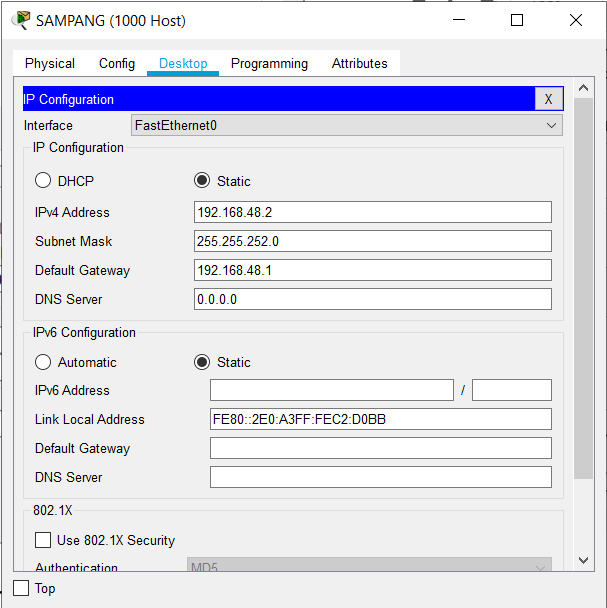 SAMPANG (1000 Host)
Physical Config Desktop Programming Attributes
IP Configuration X
Interface FastEthernet0
IP Configuration
DHCP Static
IPv4 Address 192.168.48.2
Subnet Mask 255.255.252.0
Default Gateway 192.168.48.1
DNS Server 0.0.0.0
IPv6 Configuration
Automatic Static
IPv6 Address /
Link Local Address FE80::2E0:A3FF:FEC2:D0BB
Default Gateway
DNS Server
802.1X
Use 802.1X Security
Authentication MD5
Top